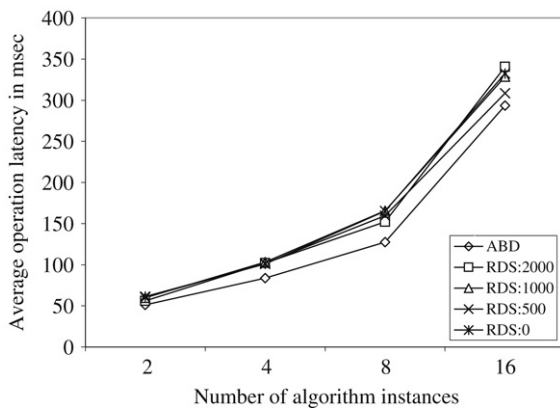 400
350
300
250
200
150
100
50
0
Average operation latency in msec
ABD
RDS:2000
RDS:1000
RDS:500
RDS:0
2 4 8 16
Number of algorithm instances